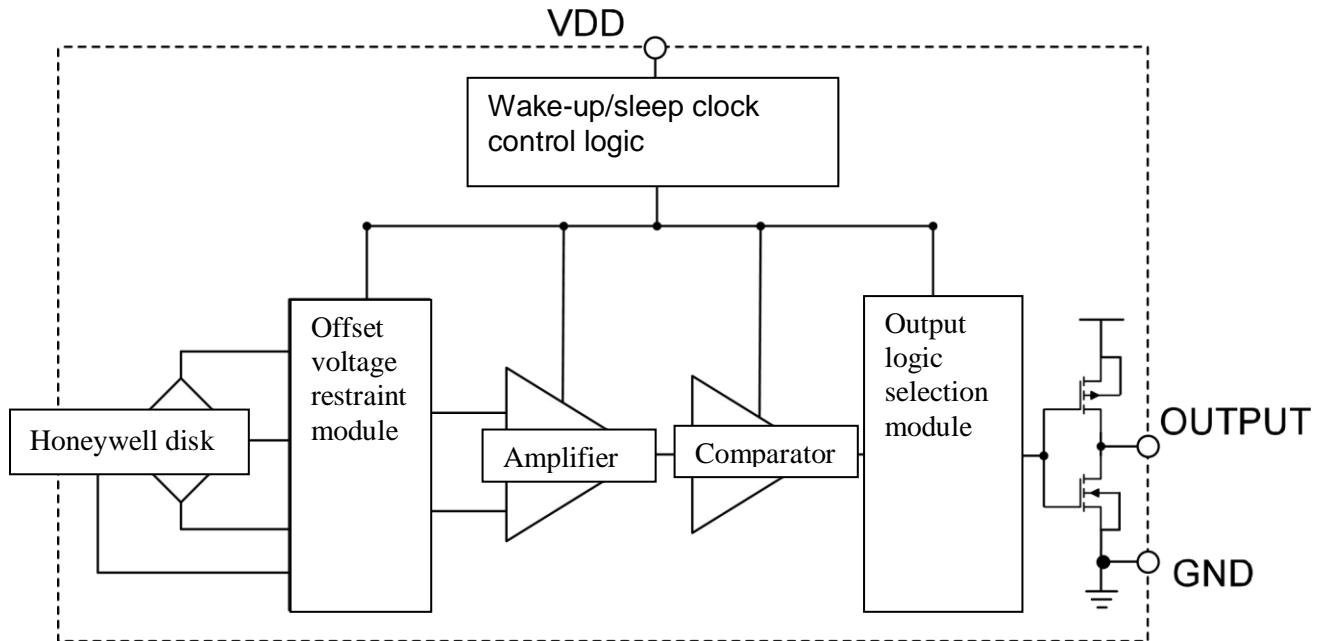 VDD
Wake-up/sleep clock
control logic
Offset
voltage
restraint
module
Output
logic
selection
module
Honeywell disk
Amplifier
Comparator
OUTPUT
GND